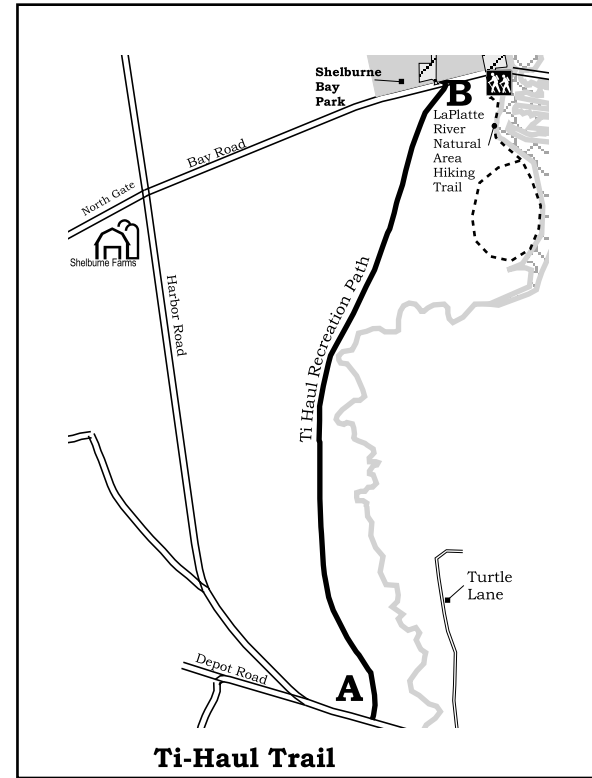 Shelburne
Bay
Park
B
LaPlatte
River
Natural
Area
Hiking
Trail
Bay Road
North Gate
Shelburne Farms
Harbor Road
Ti Haul Recreation Path
Turtle
Lane
Depot Road
A
Ti-Haul Trail